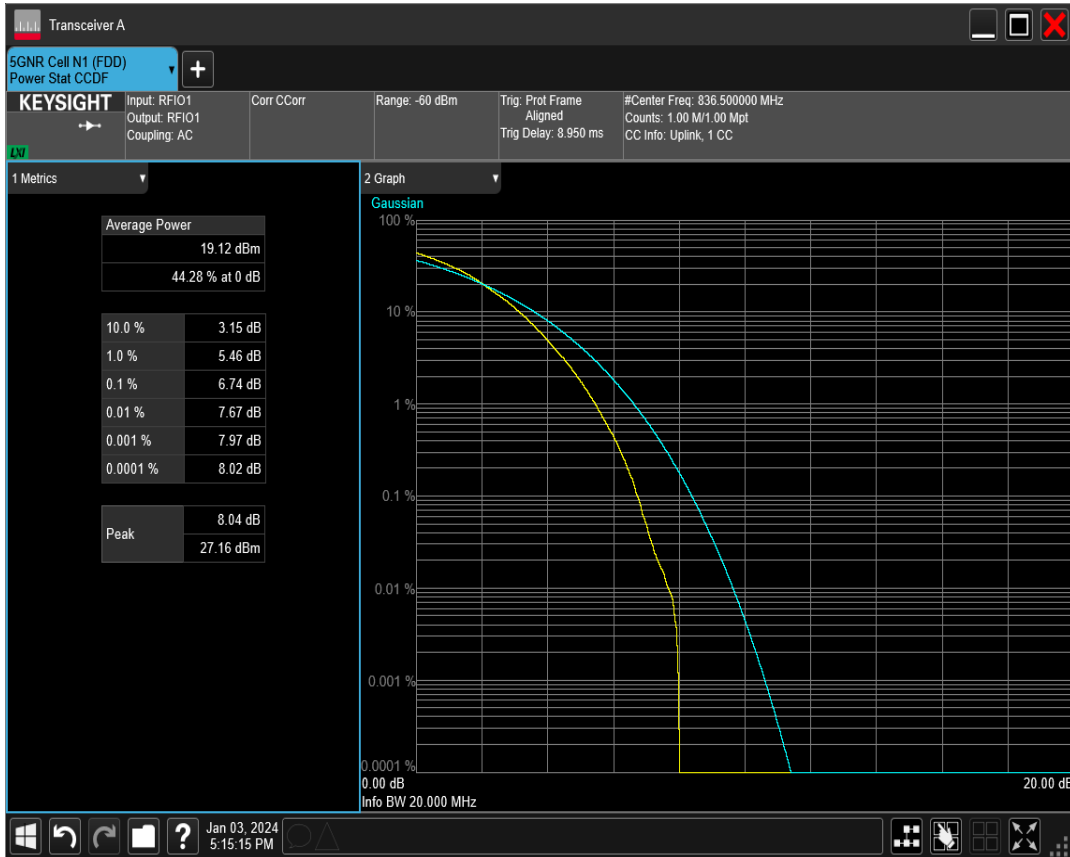 Transceiver A
5GNR Cell N1 (FDD)
Power Stat CCDF
KEYSIGHT
LXI
Input: RFIO1
Output: RFIO1
Coupling: AC
Corr CCorr
Range: -60 dBm
Trig: Prot Frame
Aligned
Trig Delay: 8.950 ms
#Center Freq: 836.500000 MHz
Counts: 1.00 M/1.00 Mpt
CC Info: Uplink, 1 CC
1 Metrics
Average Power
19.12 dBm
44.28 % at 0 dB
10.0 % 3.15 dB
1.0 % 5.46 dB
0.1 % 6.74 dB
0.01 % 7.67 dB
0.001 % 7.97 dB
0.0001 % 8.02 dB
Peak
8.04 dB
27.16 dBm
2 Graph
Gaussian
100 %
10 %
1 %
0.1 %
0.01 %
0.001 %
0.0001 %
0.00 dB 20.00 dB
Info BW 20.000 MHz
?
Jan 03, 2024
5:15:15 PM